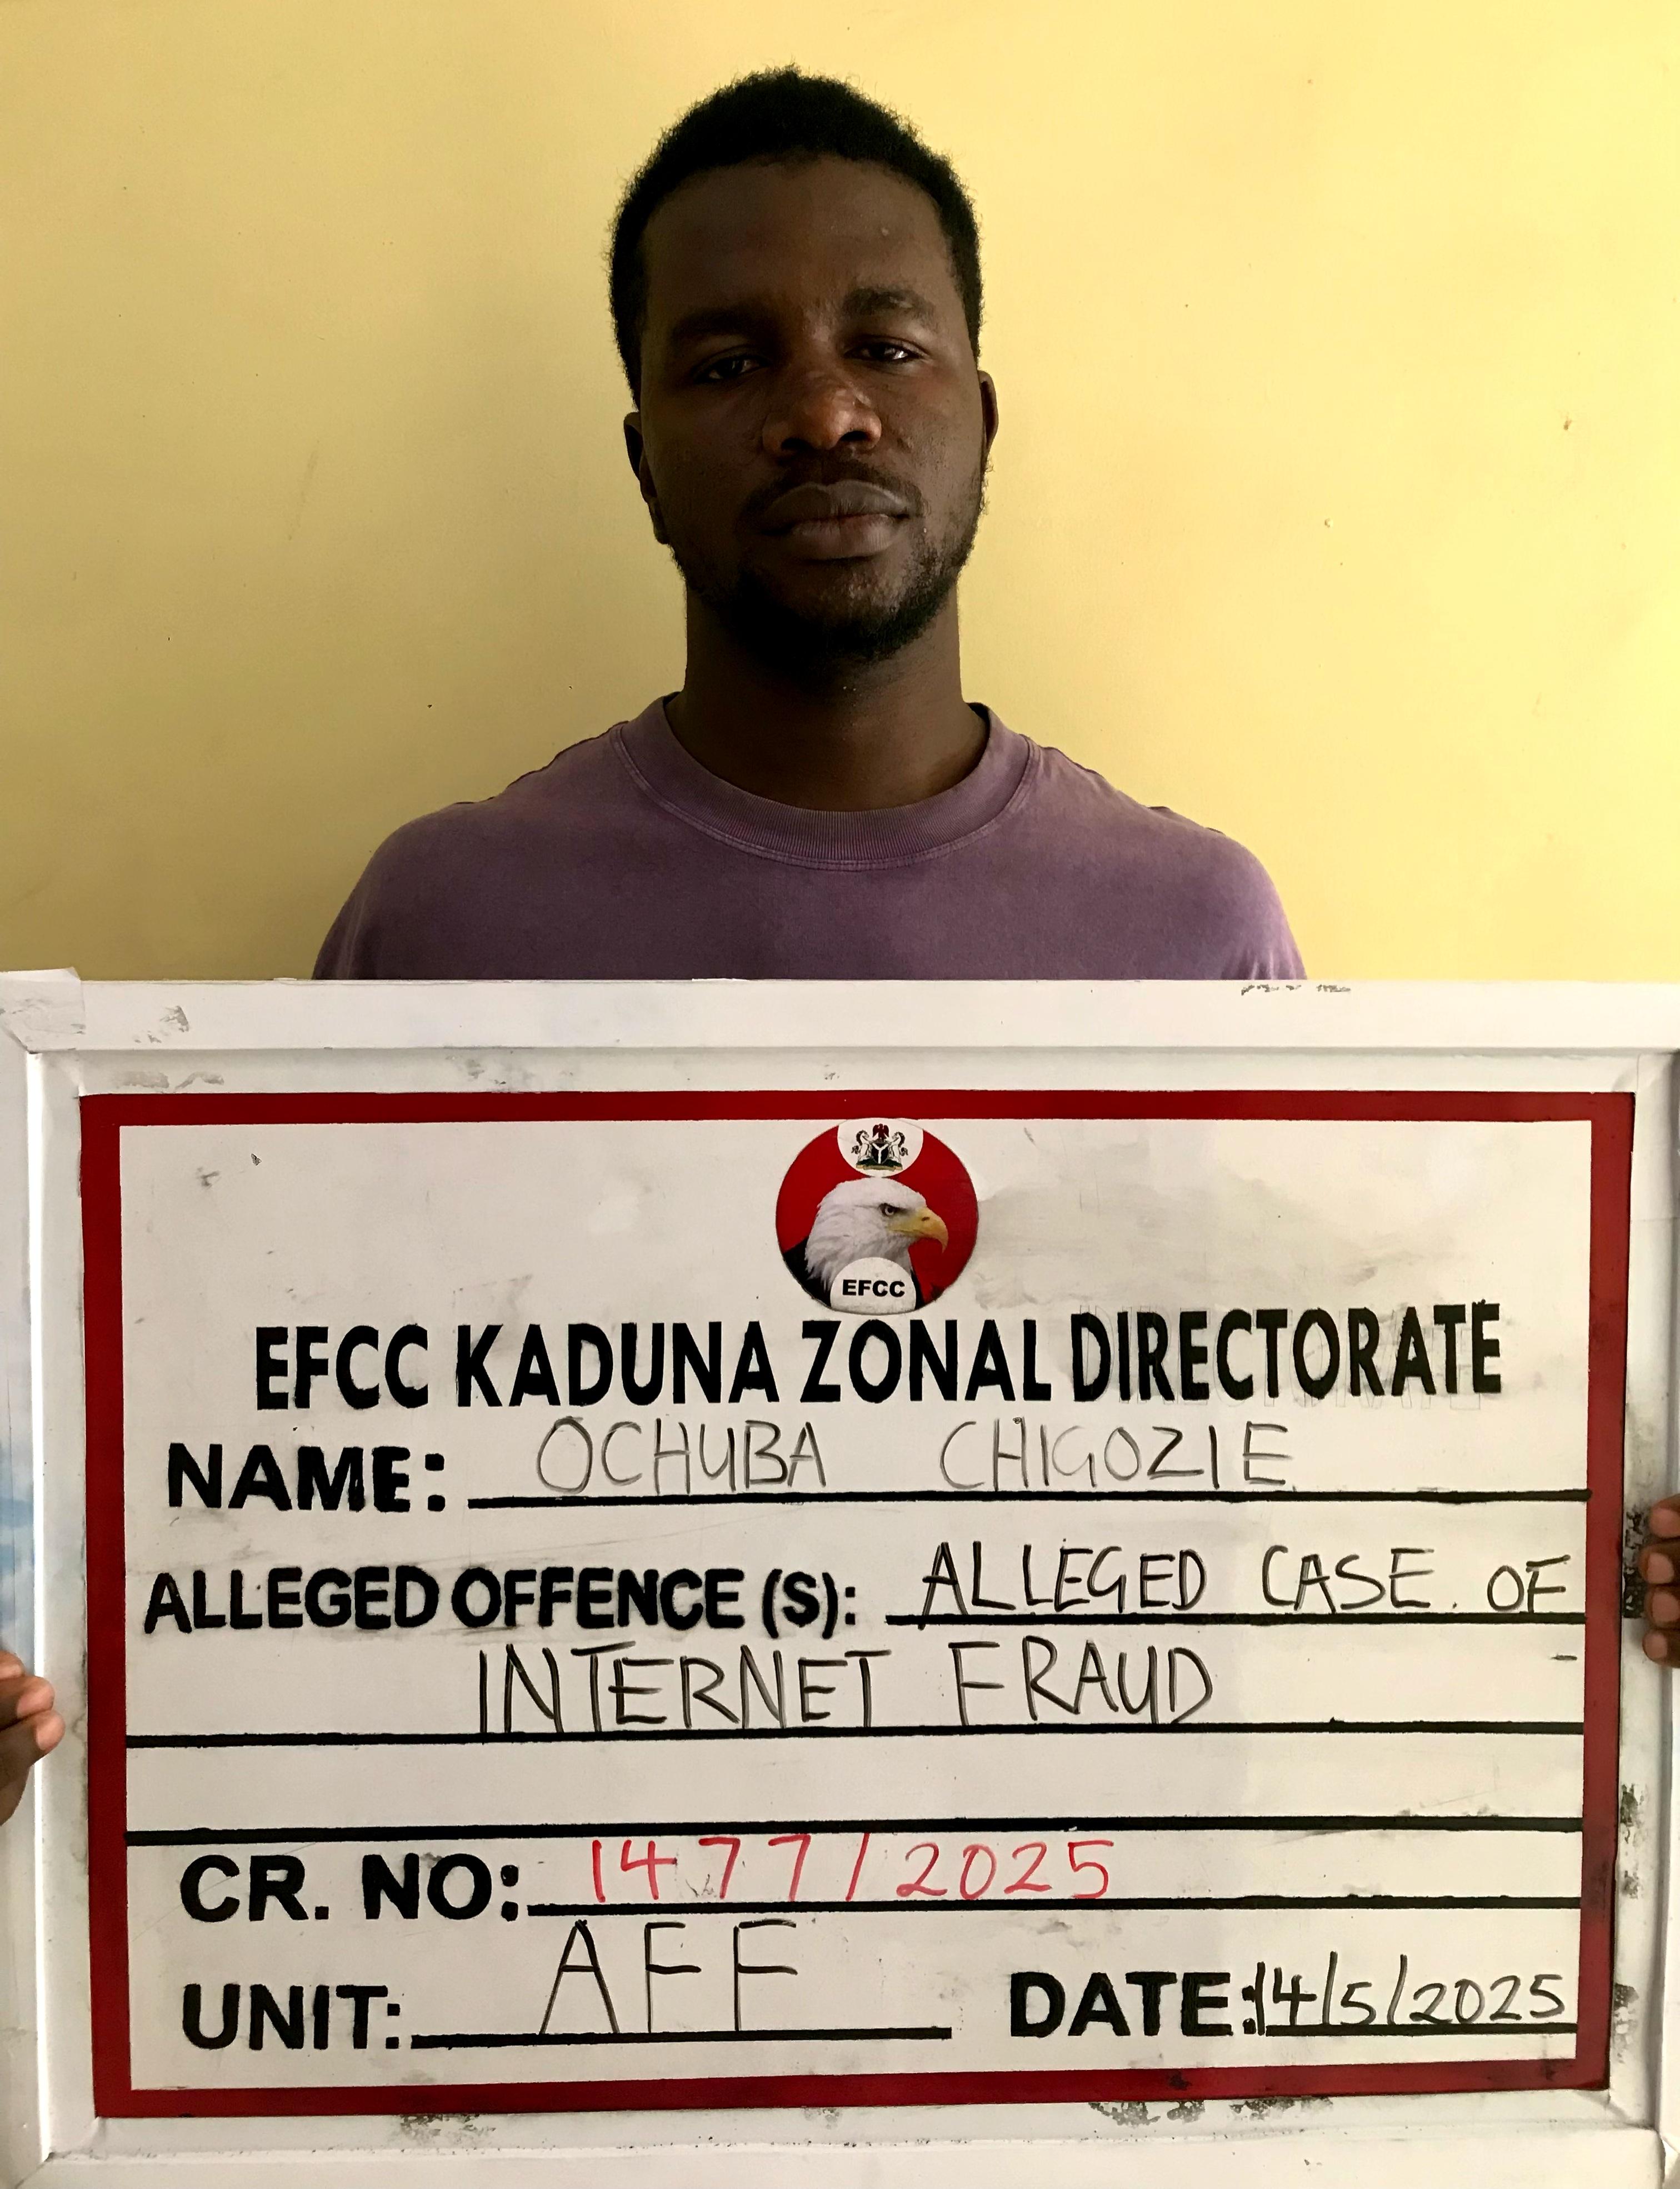 EFCC
EFCC KADUNA ZONAL DIRECTORATE
NAME: OCHUBA CHIGOZIE
ALLEGED OFFENCE (S): ALLEGED CASE OF
INTERNET FRAUD
CR. NO: 1477/2025
UNIT: AFF DATE: 14/5/2025